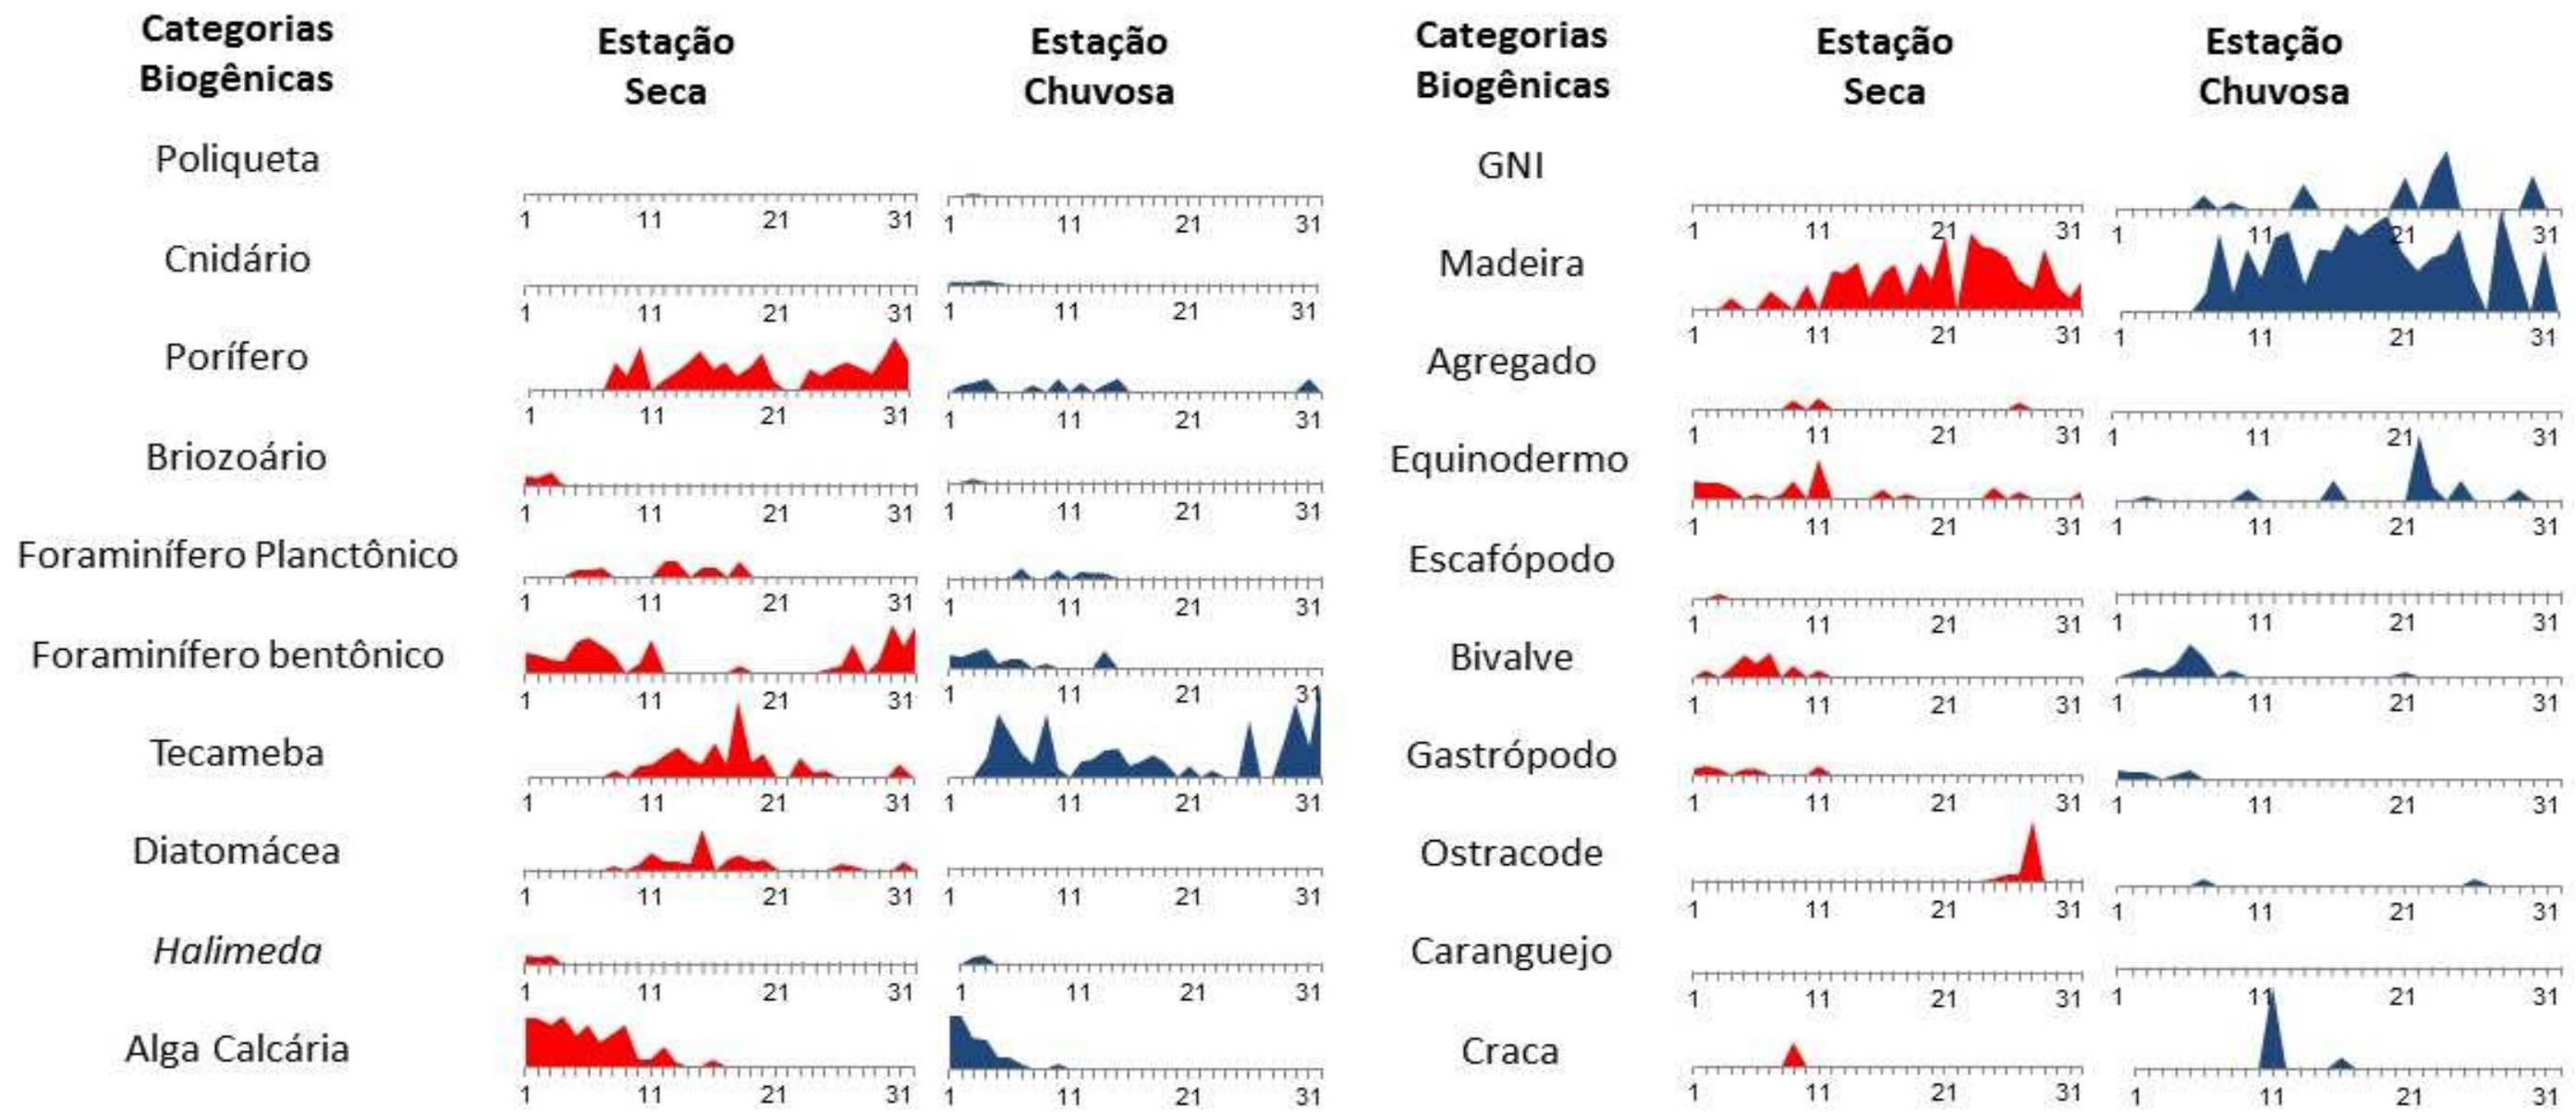 Categorias
Biogênicas
Estação
Seca
Estação
Chuvosa
Poliqueta
1 11 21 31
1 11 21 31
Cnidário
1 11 21 31
1 11 21 31
Porífero
1 11 21 31
1 11 21 31
Briozoário
1 11 21 31
1 11 21 31
Foraminífero Planctônico
1 11 21 31
1 11 21 31
Foraminífero bentônico
1 11 21 31
1 11 21 31
Tecameba
1 11 21 31
1 11 21 31
Diatomácea
1 11 21 31
1 11 21 31
Halimeda
1 11 21 31
1 11 21 31
Alga Calcária
1 11 21 31
1 11 21 31
Categorias
Biogênicas
Estação
Seca
Estação
Chuvosa
GNI
1 11 21 31
1 11 21 31
Madeira
1 11 21 31
1 11 21 31
Agregado
1 11 21 31
1 11 21 31
Equinodermo
1 11 21 31
1 11 21 31
Escafópodo
1 11 21 31
1 11 21 31
Bivalve
1 11 21 31
1 11 21 31
Gastrópodo
1 11 21 31
1 11 21 31
Ostracode
1 11 21 31
1 11 21 31
Caranguejo
1 11 21 31
1 11 21 31
Craca
1 11 21 31
1 11 21 31